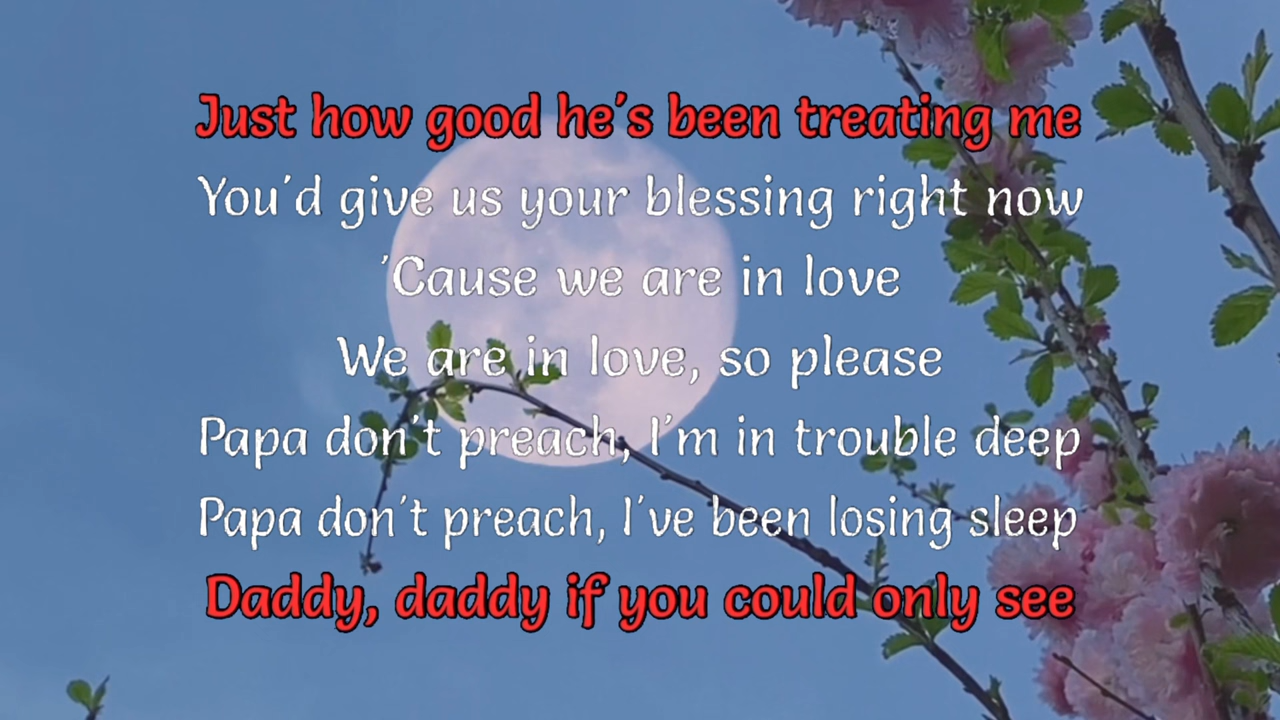 Just how good he's been treating me
You'd give us your blessing right now
'Cause we are in love
We are in love, so please
Papa don't preach, I'm in trouble deep
Papa don't preach, I've been losing sleep
Daddy, daddy if you could only see